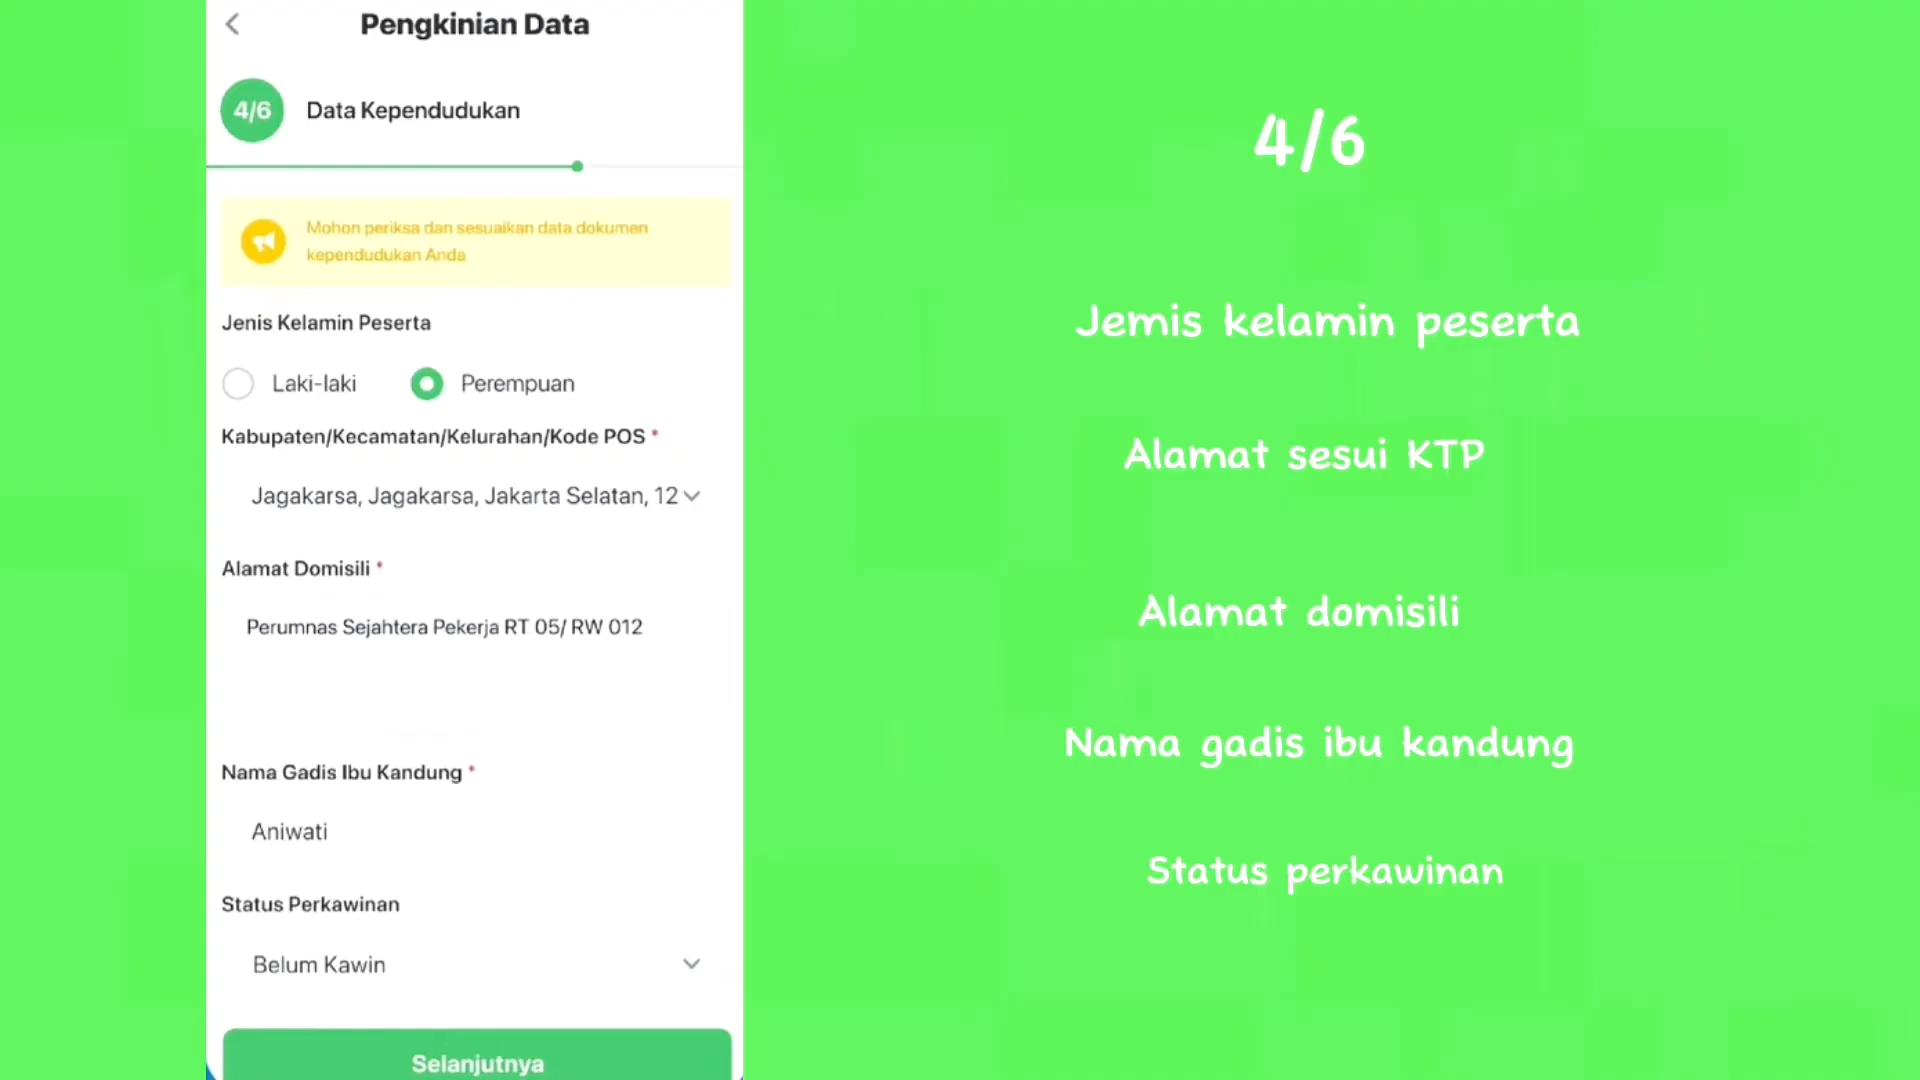 Pengkinian Data
4/6
Data Kependudukan
Mohon periksa dan sesuaikan data dokumen
kependudukan Anda
Jenis Kelamin Peserta
Laki-laki
Perempuan
Kabupaten/Kecamatan/Kelurahan/Kode POS *
Jagakarsa, Jagakarsa, Jakarta Selatan, 12
Alamat Domisili *
Perumnas Sejahtera Pekerja RT 05/ RW 012
Nama Gadis Ibu Kandung *
Aniwati
Status Perkawinan
Belum Kawin
Selanjutnya
4/6
Jemis kelamin peserta
Alamat sesui KTP
Alamat domisili
Nama gadis ibu kandung
Status perkawinan